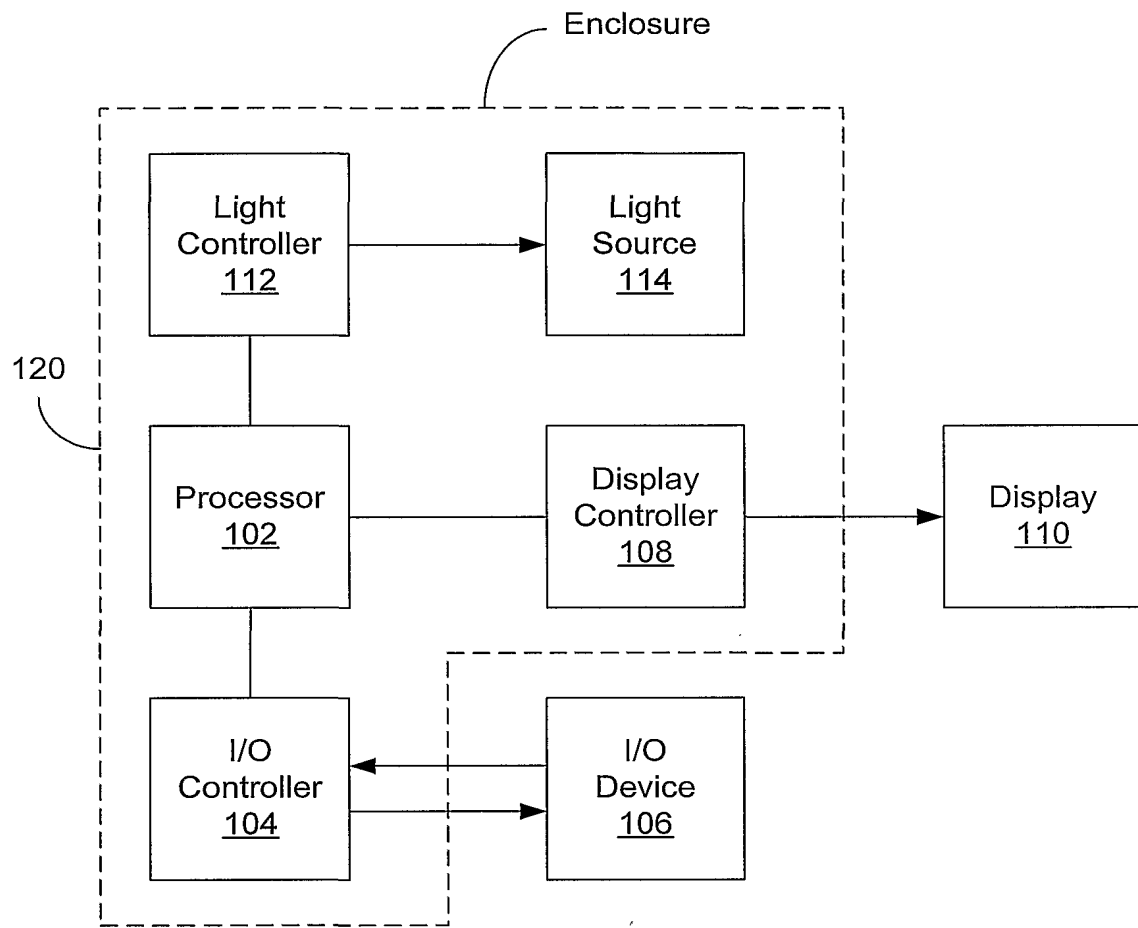 Enclosure
Light
Controller
112
Light
Source
114
120
Processor
102
Display
Controller
108
Display
110
I/O
Controller
104
I/O
Device
106